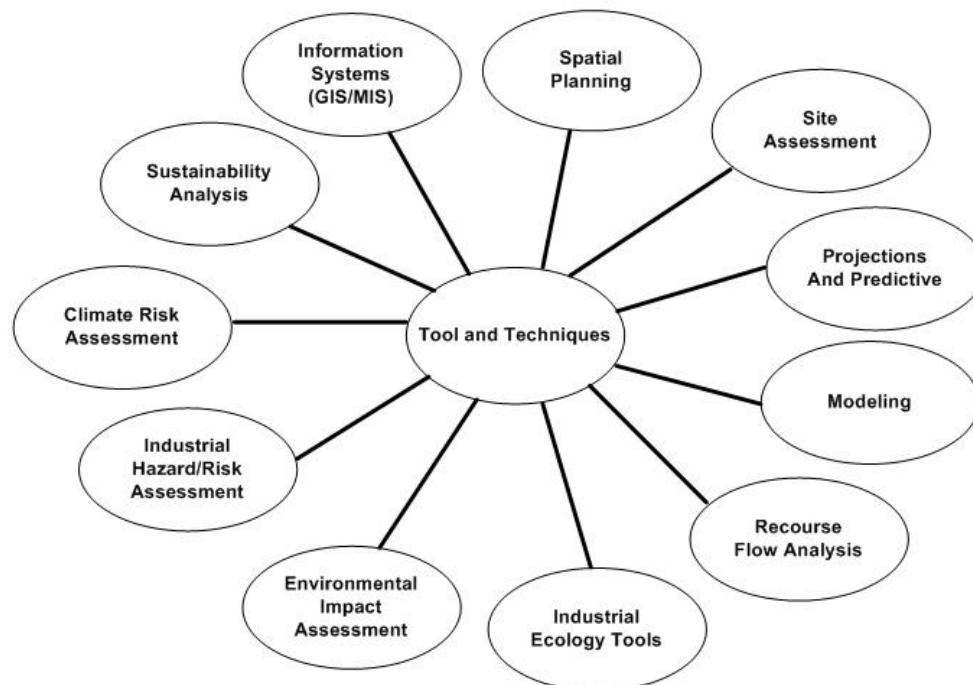 Information
Systems
(GIS/MIS)
Spatial
Planning
Site
Assessment
Sustainability
Analysis
Projections
And Predictive
Climate Risk
Assessment
Tool and Techniques
Modeling
Industrial
Hazard/Risk
Assessment
Recourse
Flow Analysis
Environmental
Impact
Assessment
Industrial
Ecology Tools